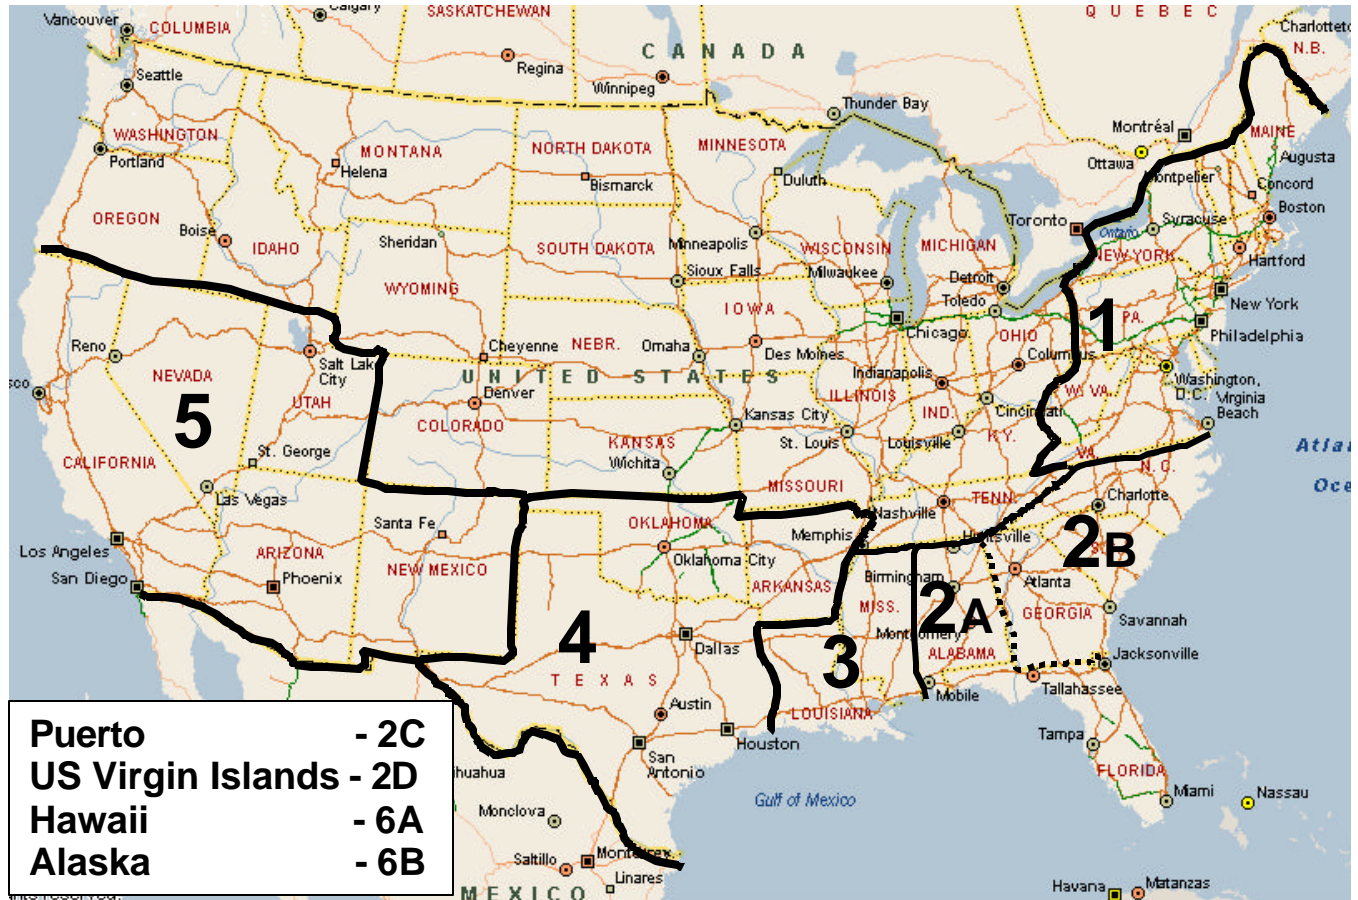 Vancouver
COLUMBIA
Calgary
SASKATCHEWAN
QUEBEC
Charlottet
N.B.
CANADA
Regina
Winnipeg
Seattle
Thunder Bay
Montréal
MAINE
WASHINGTON
Portland
MONTANA
Helena
NORTH DAKOTA
Bismarck
MINNESOTA
Duluth
Ottawa
Montpelier
Augusta
Concord
Boston
OREGON
Boise
IDAHO
Sheridan
SOUTH DAKOTA
Minneapolis
WISCONSIN
MICHIGAN
Toronto
Ontario
Syracuse
NEW YORK
Hartford
WYOMING
Sioux Falls
Milwaukee
Detroit
Toledo
IOWA
New York
Reno
Salt Lake
City
Cheyenne
NEBR.
Omaha
Des Moines
Chicago
OHIO
Columbus
1
PA.
Philadelphia
sco
NEVADA
5
UTAH
Denver
UNITED STATES
Indianapolis
ILLINOIS
IND.
Cincinnati
W. VA.
Washington,
D.C.
Virginia
Beach
COLORADO
KANSAS
Kansas City
St. Louis
Louisville
KY.
VA.
CALIFORNIA
St. George
Las Vegas
Wichita
MISSOURI
N. C.
Atla
Oce
Santa Fe
OKLAHOMA
Nashville
TENN.
Charlotte
Los Angeles
San Diego
ARIZONA
Phoenix
NEW MEXICO
Oklahoma City
Memphis
Huntsville
2B
ARKANSAS
Birmingham
2A
Atlanta
MISS.
GEORGIA
Savannah
4
Dallas
3
Montgomery
ALABAMA
Jacksonville
TEXAS
Austin
LOUISIANA
Mobile
Tallahassee
San
Antonio
Houston
Tampa
FLORIDA
Miami
Nassau
Gulf of Mexico
Puerto - 2C
US Virgin Islands - 2D
Hawaii - 6A
Alaska - 6B
ihuahua
Monclova
Saltillo
Monterrey
Linares
MEXICO
Havana
Matanzas